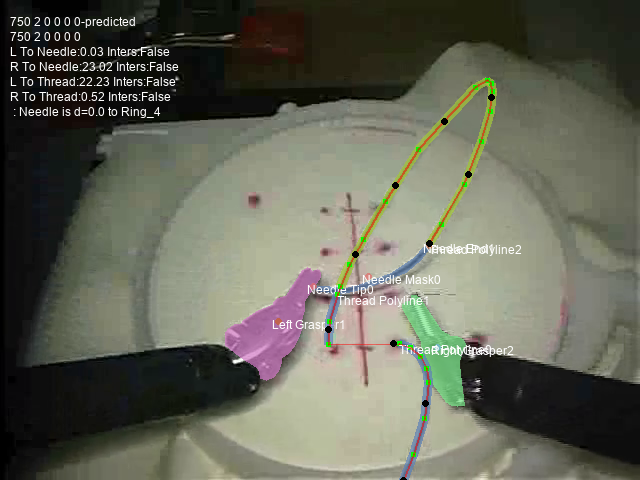 750 2 0 0 0 0-predicted
750 2 0 0 0 0
L To Needle:0.03 Inters:False
R To Needle:23.02 Inters:False
L To Thread:22.23 Inters:False
R To Thread:0.52 Inters:False
: Needle is d=0.0 to Ring_4
Thread Polyline2
Needle Mask0
Needle Tip0
Thread Polyline1
Left Grasper1
Right Grasper2